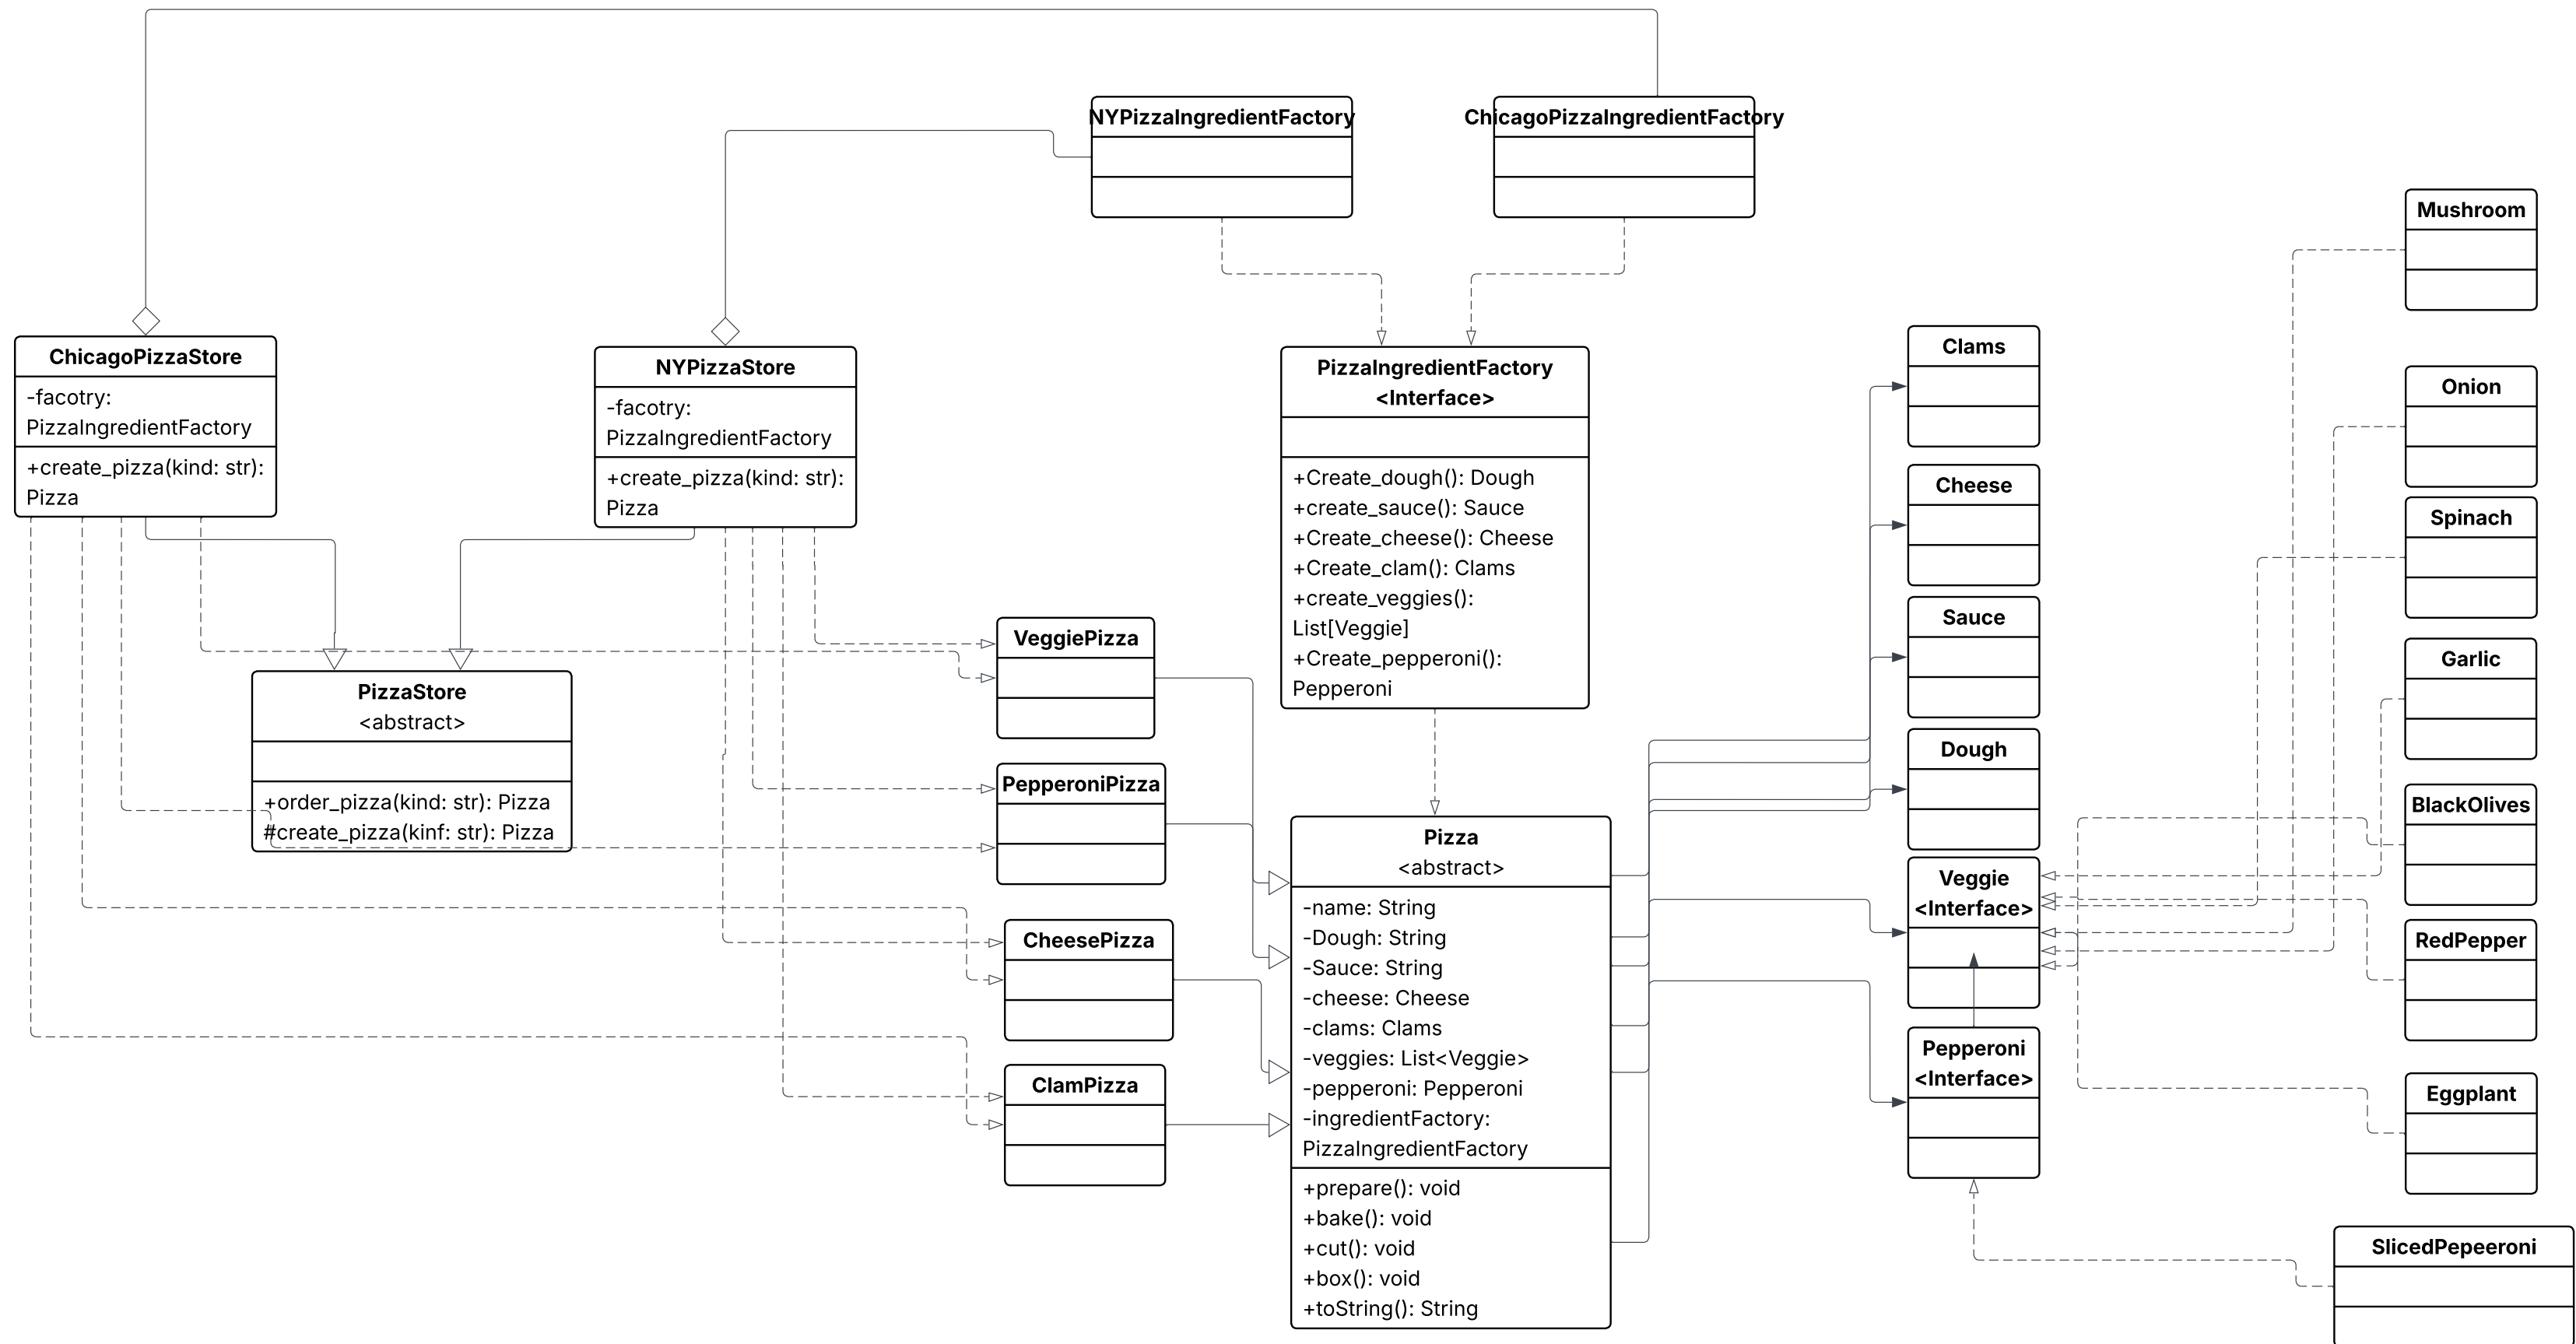 NYPizzaIngredientFactory
ChicagoPizzaIngredientFactory
Mushroom
ChicagoPizzaStore
-facotry:
PizzaIngredientFactory
+create_pizza(kind: str):
Pizza
NYPizzaStore
-facotry:
PizzaIngredientFactory
+create_pizza(kind: str):
Pizza
PizzaIngredientFactory
<Interface>
+Create_dough(): Dough
+create_sauce(): Sauce
+Create_cheese(): Cheese
+Create_clam(): Clams
+create_veggies():
List[Veggie]
+Create_pepperoni():
Pepperoni
Clams
Cheese
Sauce
Dough
Veggie
<Interface>
Pepperoni
<Interface>
Onion
Spinach
Garlic
BlackOlives
RedPepper
Eggplant
SlicedPepeeroni
PizzaStore
<abstract>
+order_pizza(kind: str): Pizza
#create_pizza(kinf: str): Pizza
VeggiePizza
PepperoniPizza
CheesePizza
ClamPizza
Pizza
<abstract>
-name: String
-Dough: String
-Sauce: String
-cheese: Cheese
-clams: Clams
-veggies: List<Veggie>
-pepperoni: Pepperoni
-ingredientFactory:
PizzaIngredientFactory
+prepare(): void
+bake(): void
+cut(): void
+box(): void
+toString(): String